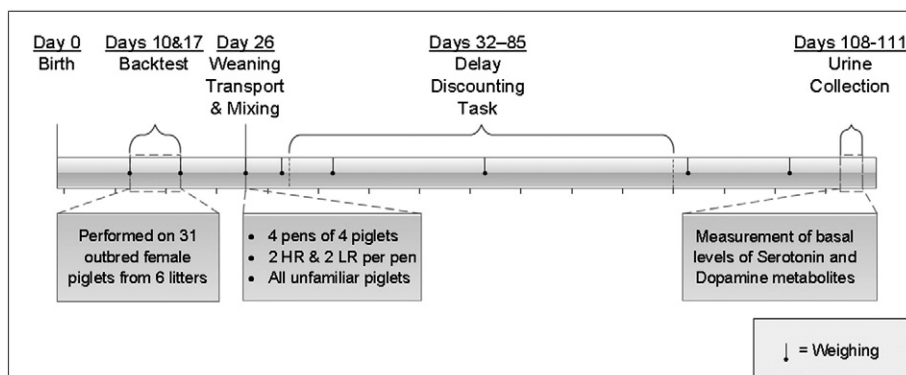 Day 0
Birth
Days 10&17
Backtest
Day 26
Weaning
Transport
& Mixing
Days 32–85
Delay
Discounting
Task
Days 108-111
Urine
Collection
Performed on 31
outbred female
piglets from 6 litters
• 4 pens of 4 piglets
• 2 HR & 2 LR per pen
• All unfamiliar piglets
Measurement of basal
levels of Serotonin and
Dopamine metabolites
= Weighing